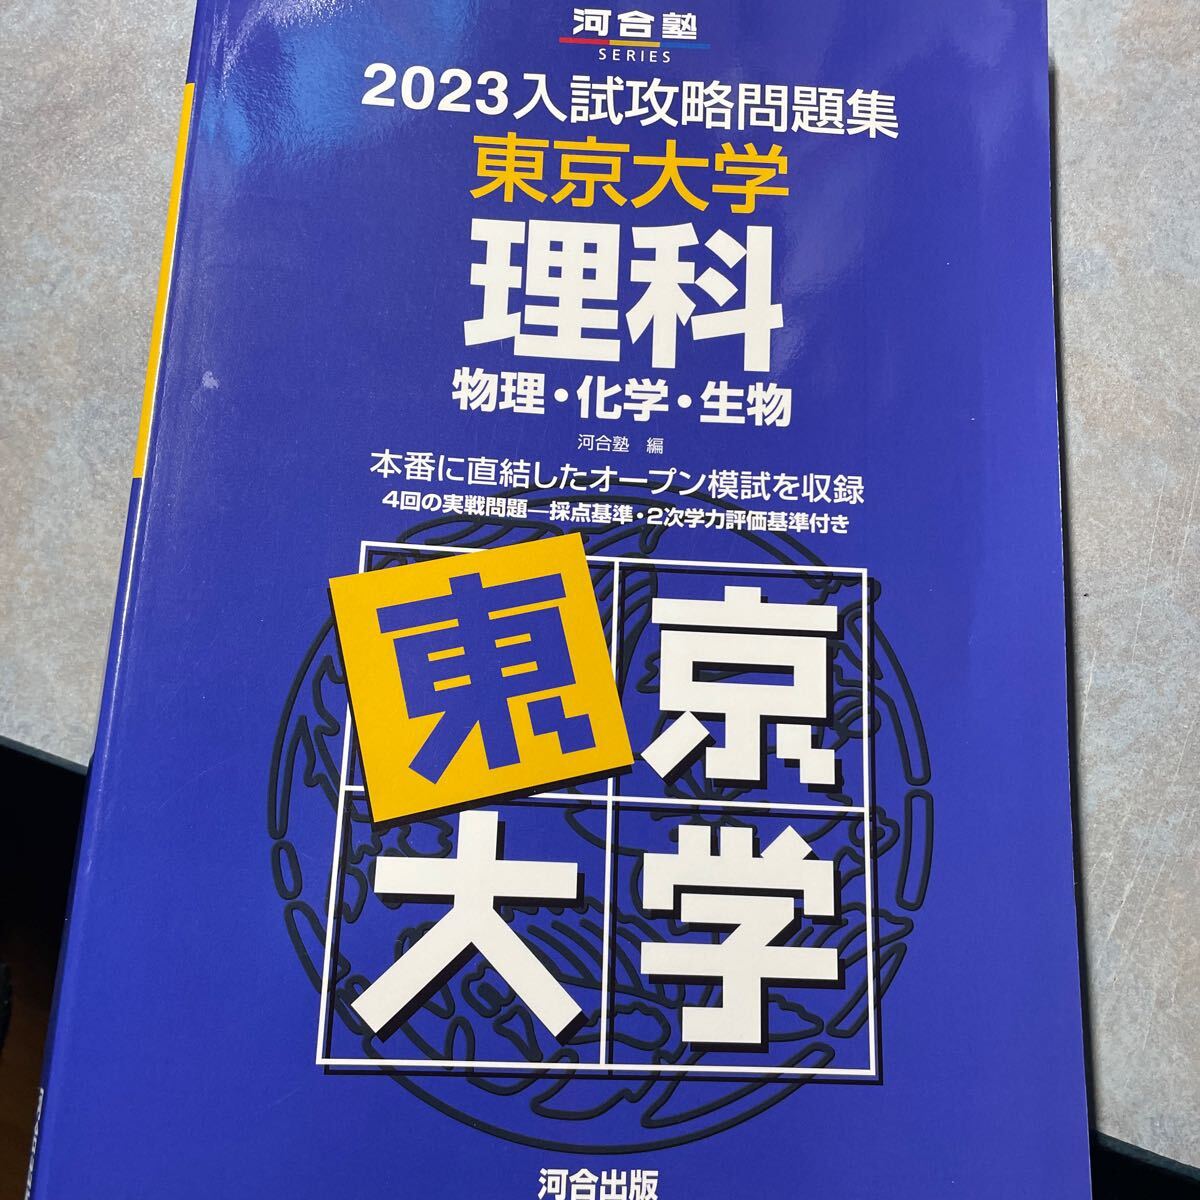 河合塾
SERIES
2023入試攻略問題集
東京大学
理科
物理・化学・生物
河合塾 編
本番に直結したオープン模試を収録
4回の実戦問題―採点基準・2次学力評価基準付き
東京
大学
河合出版